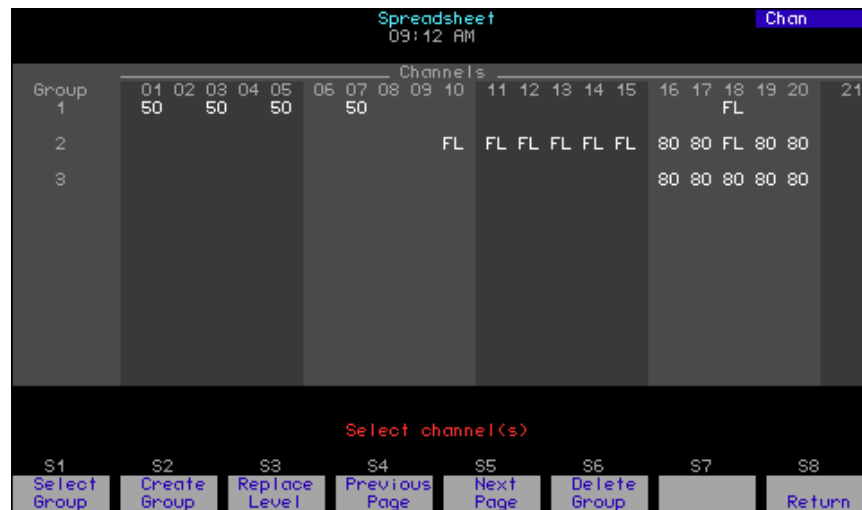 Spreadsheet
Chan
09:12 AM
Channels
Group 01 02 03 04 05 06 07 08 09 10 11 12 13 14 15 16 17 18 19 20 21
1 50 50 50 50 FL
2 FL FL FL FL FL FL 80 80 FL 80 80
3 80 80 80 80 80
Select channel(s)
S1 S2 S3 S4 S5 S6 S7 S8
Select Create Replace Previous Next Delete
Group Group Level Page Page Group Return